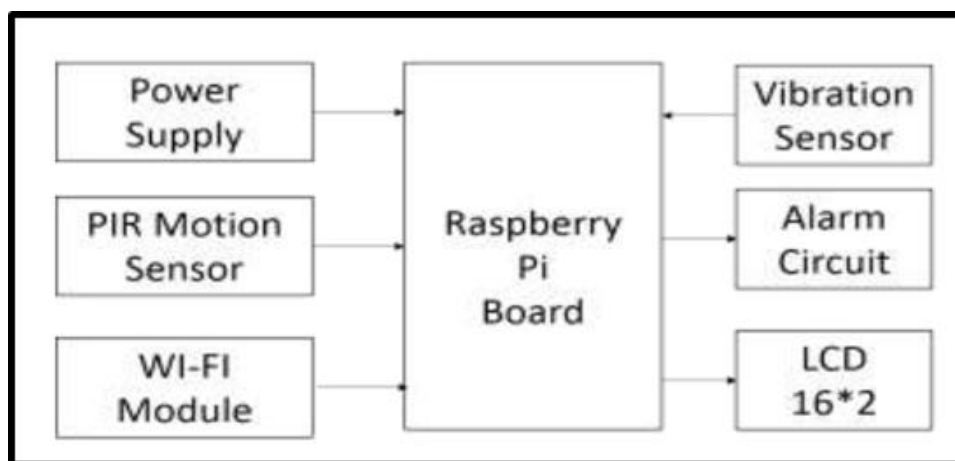 Power
Supply
PIR Motion
Sensor
WI-FI
Module
Raspberry
Pi
Board
Vibration
Sensor
Alarm
Circuit
LCD
16*2